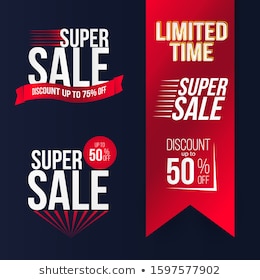 SUPER
SALE
DISCOUNT UP TO 75% OFF
SUPER
SALE
UP TO
50%
OFF
LIMITED
TIME
SUPER
SALE
DISCOUNT
up to
50%
OFF
www.shutterstock.com · 1597577902